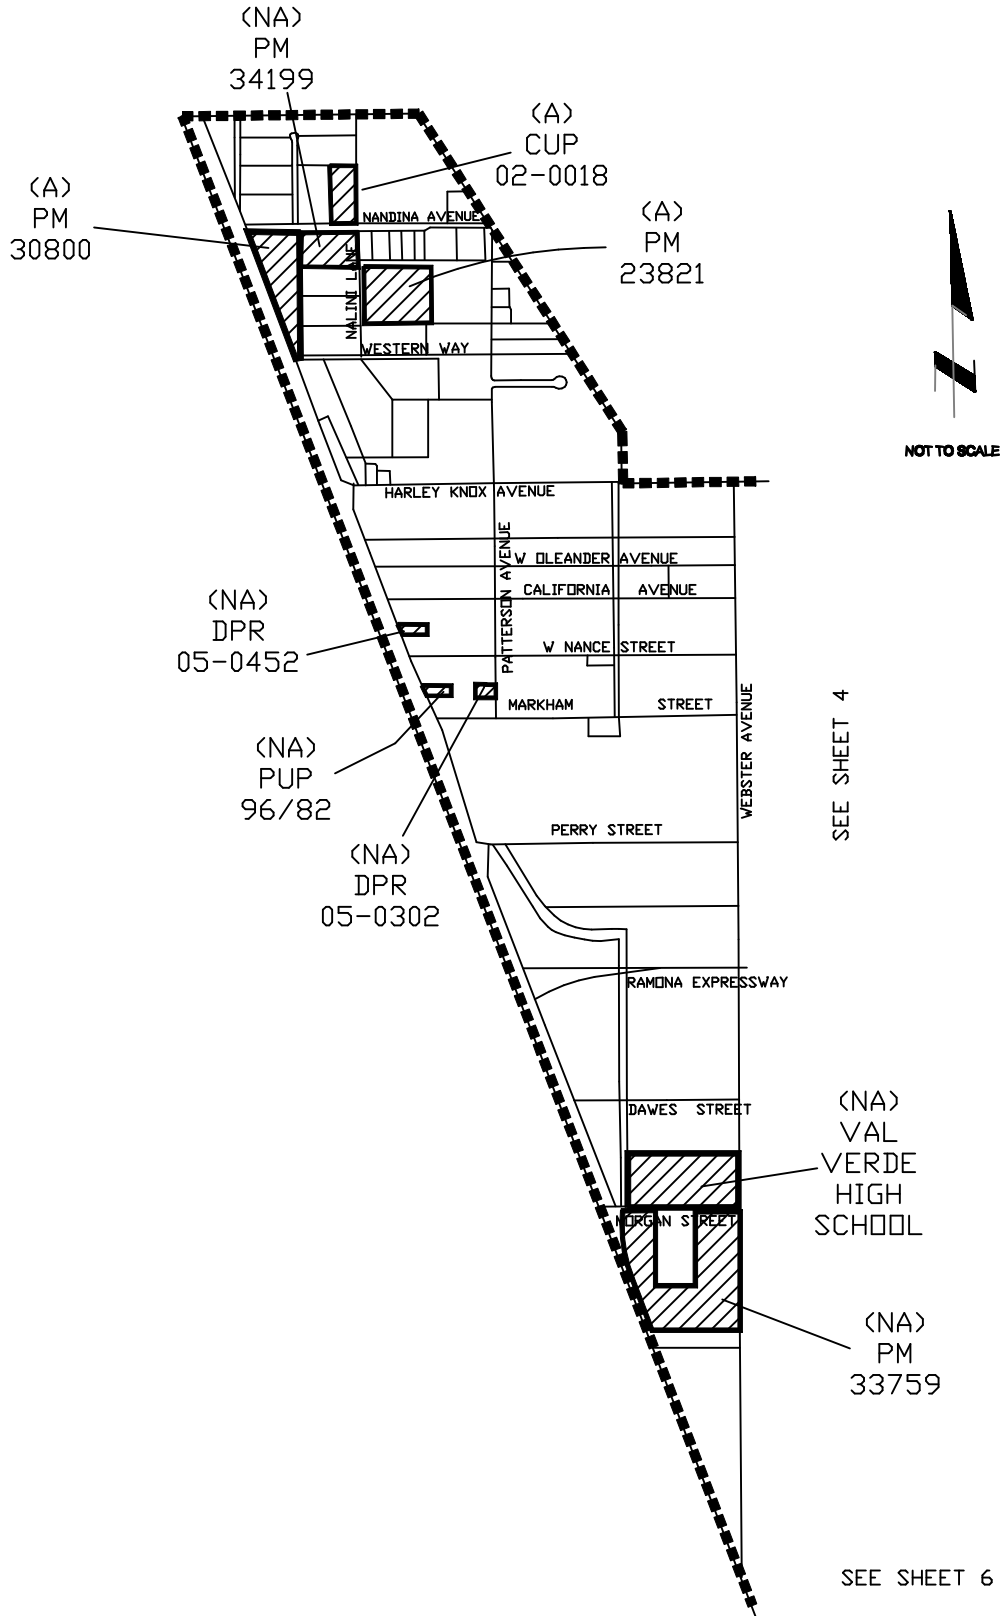 (NA)
PM
34199
(A)
CUP
02-0018
(A)
PM
30800
(A)
PM
23821
NANDINA AVENUE
NALINI LANE
WESTERN WAY
NOT TO SCALE
HARLEY KNOX AVENUE
PATTERSON AVENUE
W OLEANDER AVENUE
CALIFORNIA AVENUE
(NA)
DPR
05-0452
W NANCE STREET
MARKHAM STREET
WEBSTER AVENUE
SEE SHEET 4
(NA)
PUP
96/82
PERRY STREET
(NA)
DPR
05-0302
RAMONA EXPRESSWAY
DAWES STREET
(NA)
VAL
VERDE
HIGH
SCHOOL
MORGAN STREET
(NA)
PM
33759
SEE SHEET 6